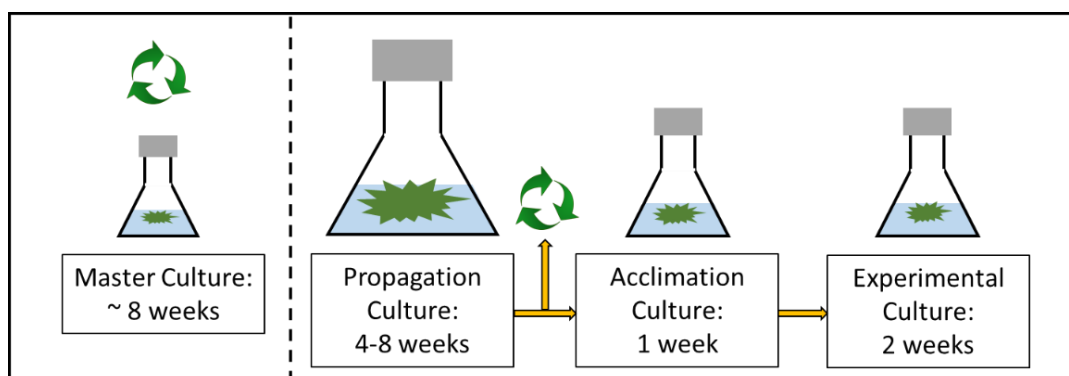 Master Culture:
~ 8 weeks
Propagation
Culture:
4-8 weeks
Acclimation
Culture:
1 week
Experimental
Culture:
2 weeks